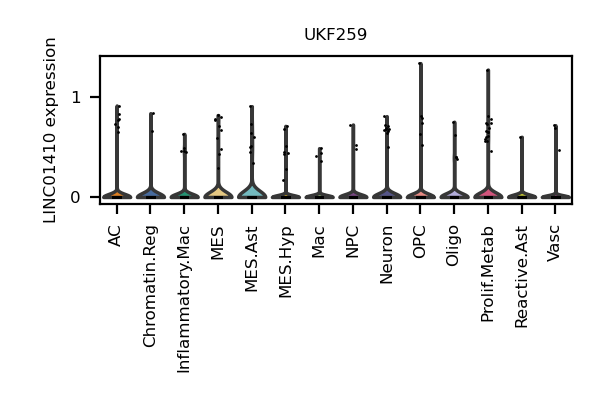 UKF259
LINC01410 expression
1
0
AC
Chromatin.Reg
Inflammatory.Mac
MES
MES.Ast
MES.Hyp
Mac
NPC
Neuron
OPC
Oligo
Prolif.Metab
Reactive.Ast
Vasc